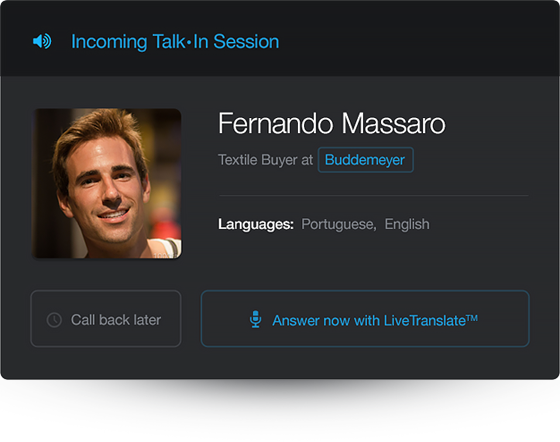 Incoming Talk•In Session
Fernando Massaro
Textile Buyer at Buddemeyer
Languages: Portuguese, English
Call back later
Answer now with LiveTranslate™